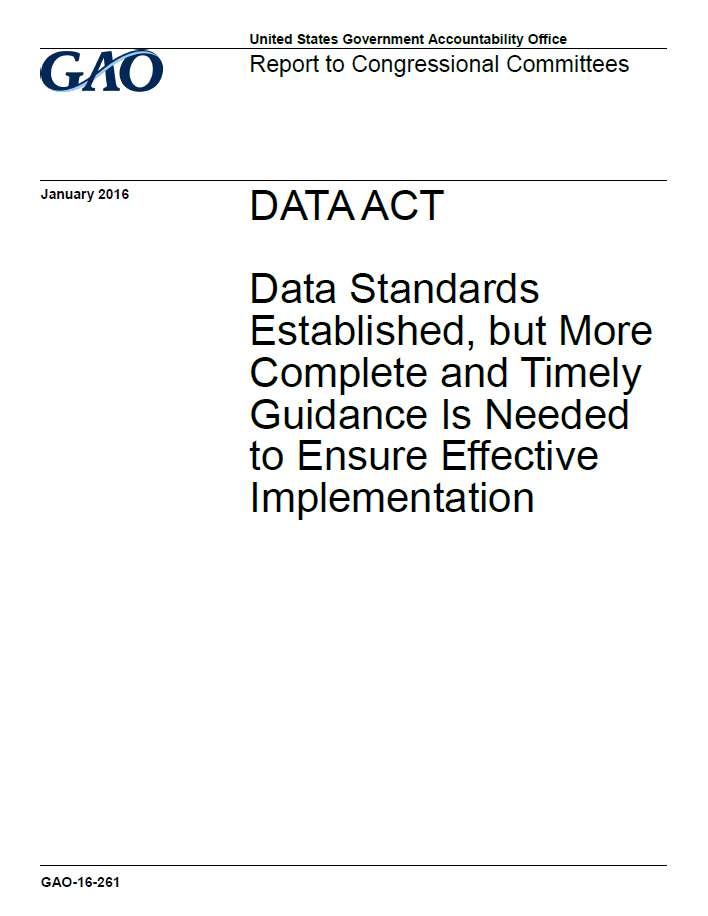 United States Government Accountability Office
GAO
Report to Congressional Committees
January 2016
DATA ACT
Data Standards
Established, but More
Complete and Timely
Guidance Is Needed
to Ensure Effective
Implementation
GAO-16-261